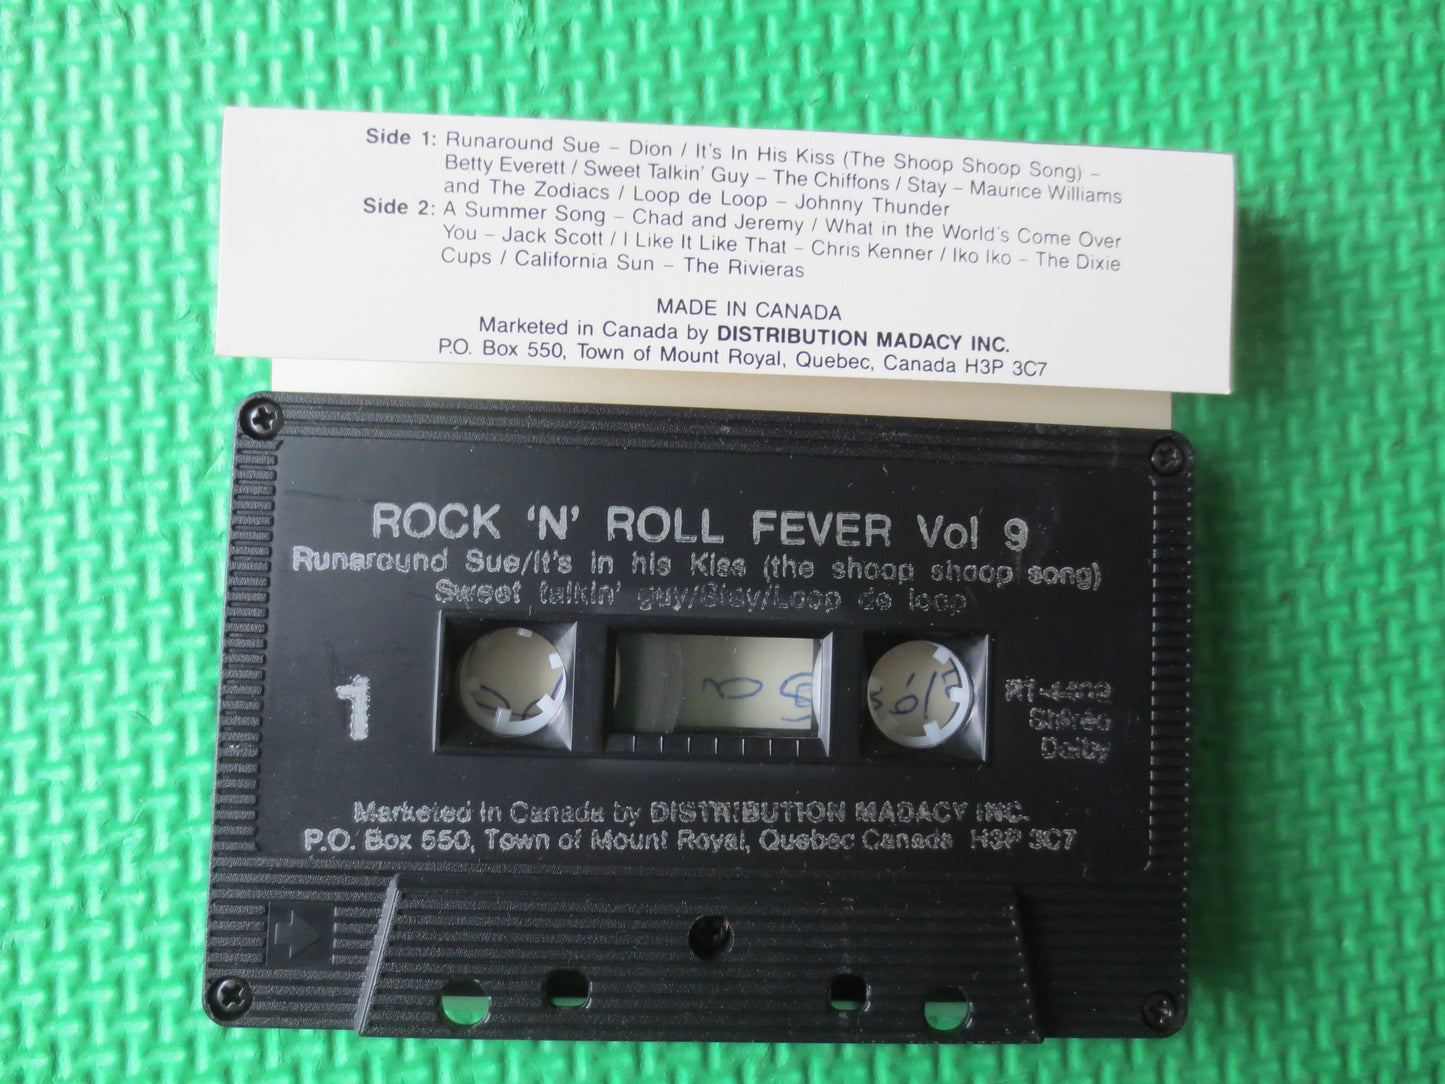 Side 1: Runaround Sue – Dion / It's In His Kiss (The Shoop Shoop Song) –
Betty Everett / Sweet Talkin' Guy – The Chiffons / Stay – Maurice Williams
and The Zodiacs / Loop de Loop – Johnny Thunder
Side 2: A Summer Song – Chad and Jeremy / What in the World's Come Over
You – Jack Scott / I Like It Like That – Chris Kenner / Iko Iko – The Dixie
Cups / California Sun – The Rivieras
MADE IN CANADA
Marketed in Canada by DISTRIBUTION MADACY INC.
P.O. Box 550, Town of Mount Royal, Quebec, Canada H3P 3C7
ROCK 'N' ROLL FEVER Vol 9
Runaround Sue/It's in his Kiss (the shoop shoop song)
Sweet talkin' guy/Stay/Loop de loop
1
Stéréo
Dolby
Marketed in Canada by DISTRIBUTION MADACY INC.
P.O. Box 550, Town of Mount Royal, Quebec Canada H3P 3C7